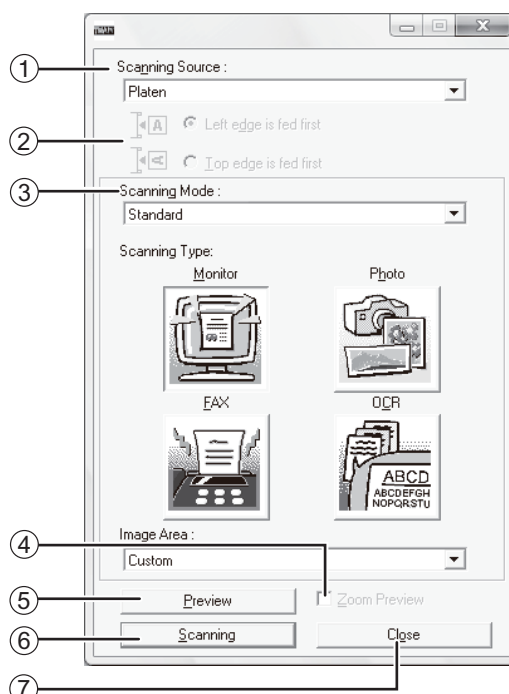 TWAIN
① Scanning Source :
Platen
②
A Left edge is fed first
A Top edge is fed first
③ Scanning Mode :
Standard
Scanning Type:
Monitor Photo
FAX OCR
ABCD
ABCDEFGH
NOPQRSTU
Image Area :
④
Custom
⑤ Preview Zoom Preview
⑥ Scanning Close
⑦